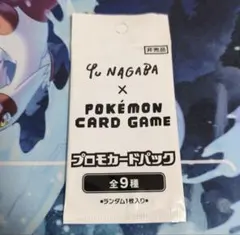 非売品
YU NAGABA
×
POKÉMON
CARD GAME
プロモカードパック
全9種
*ランダム1枚入り*